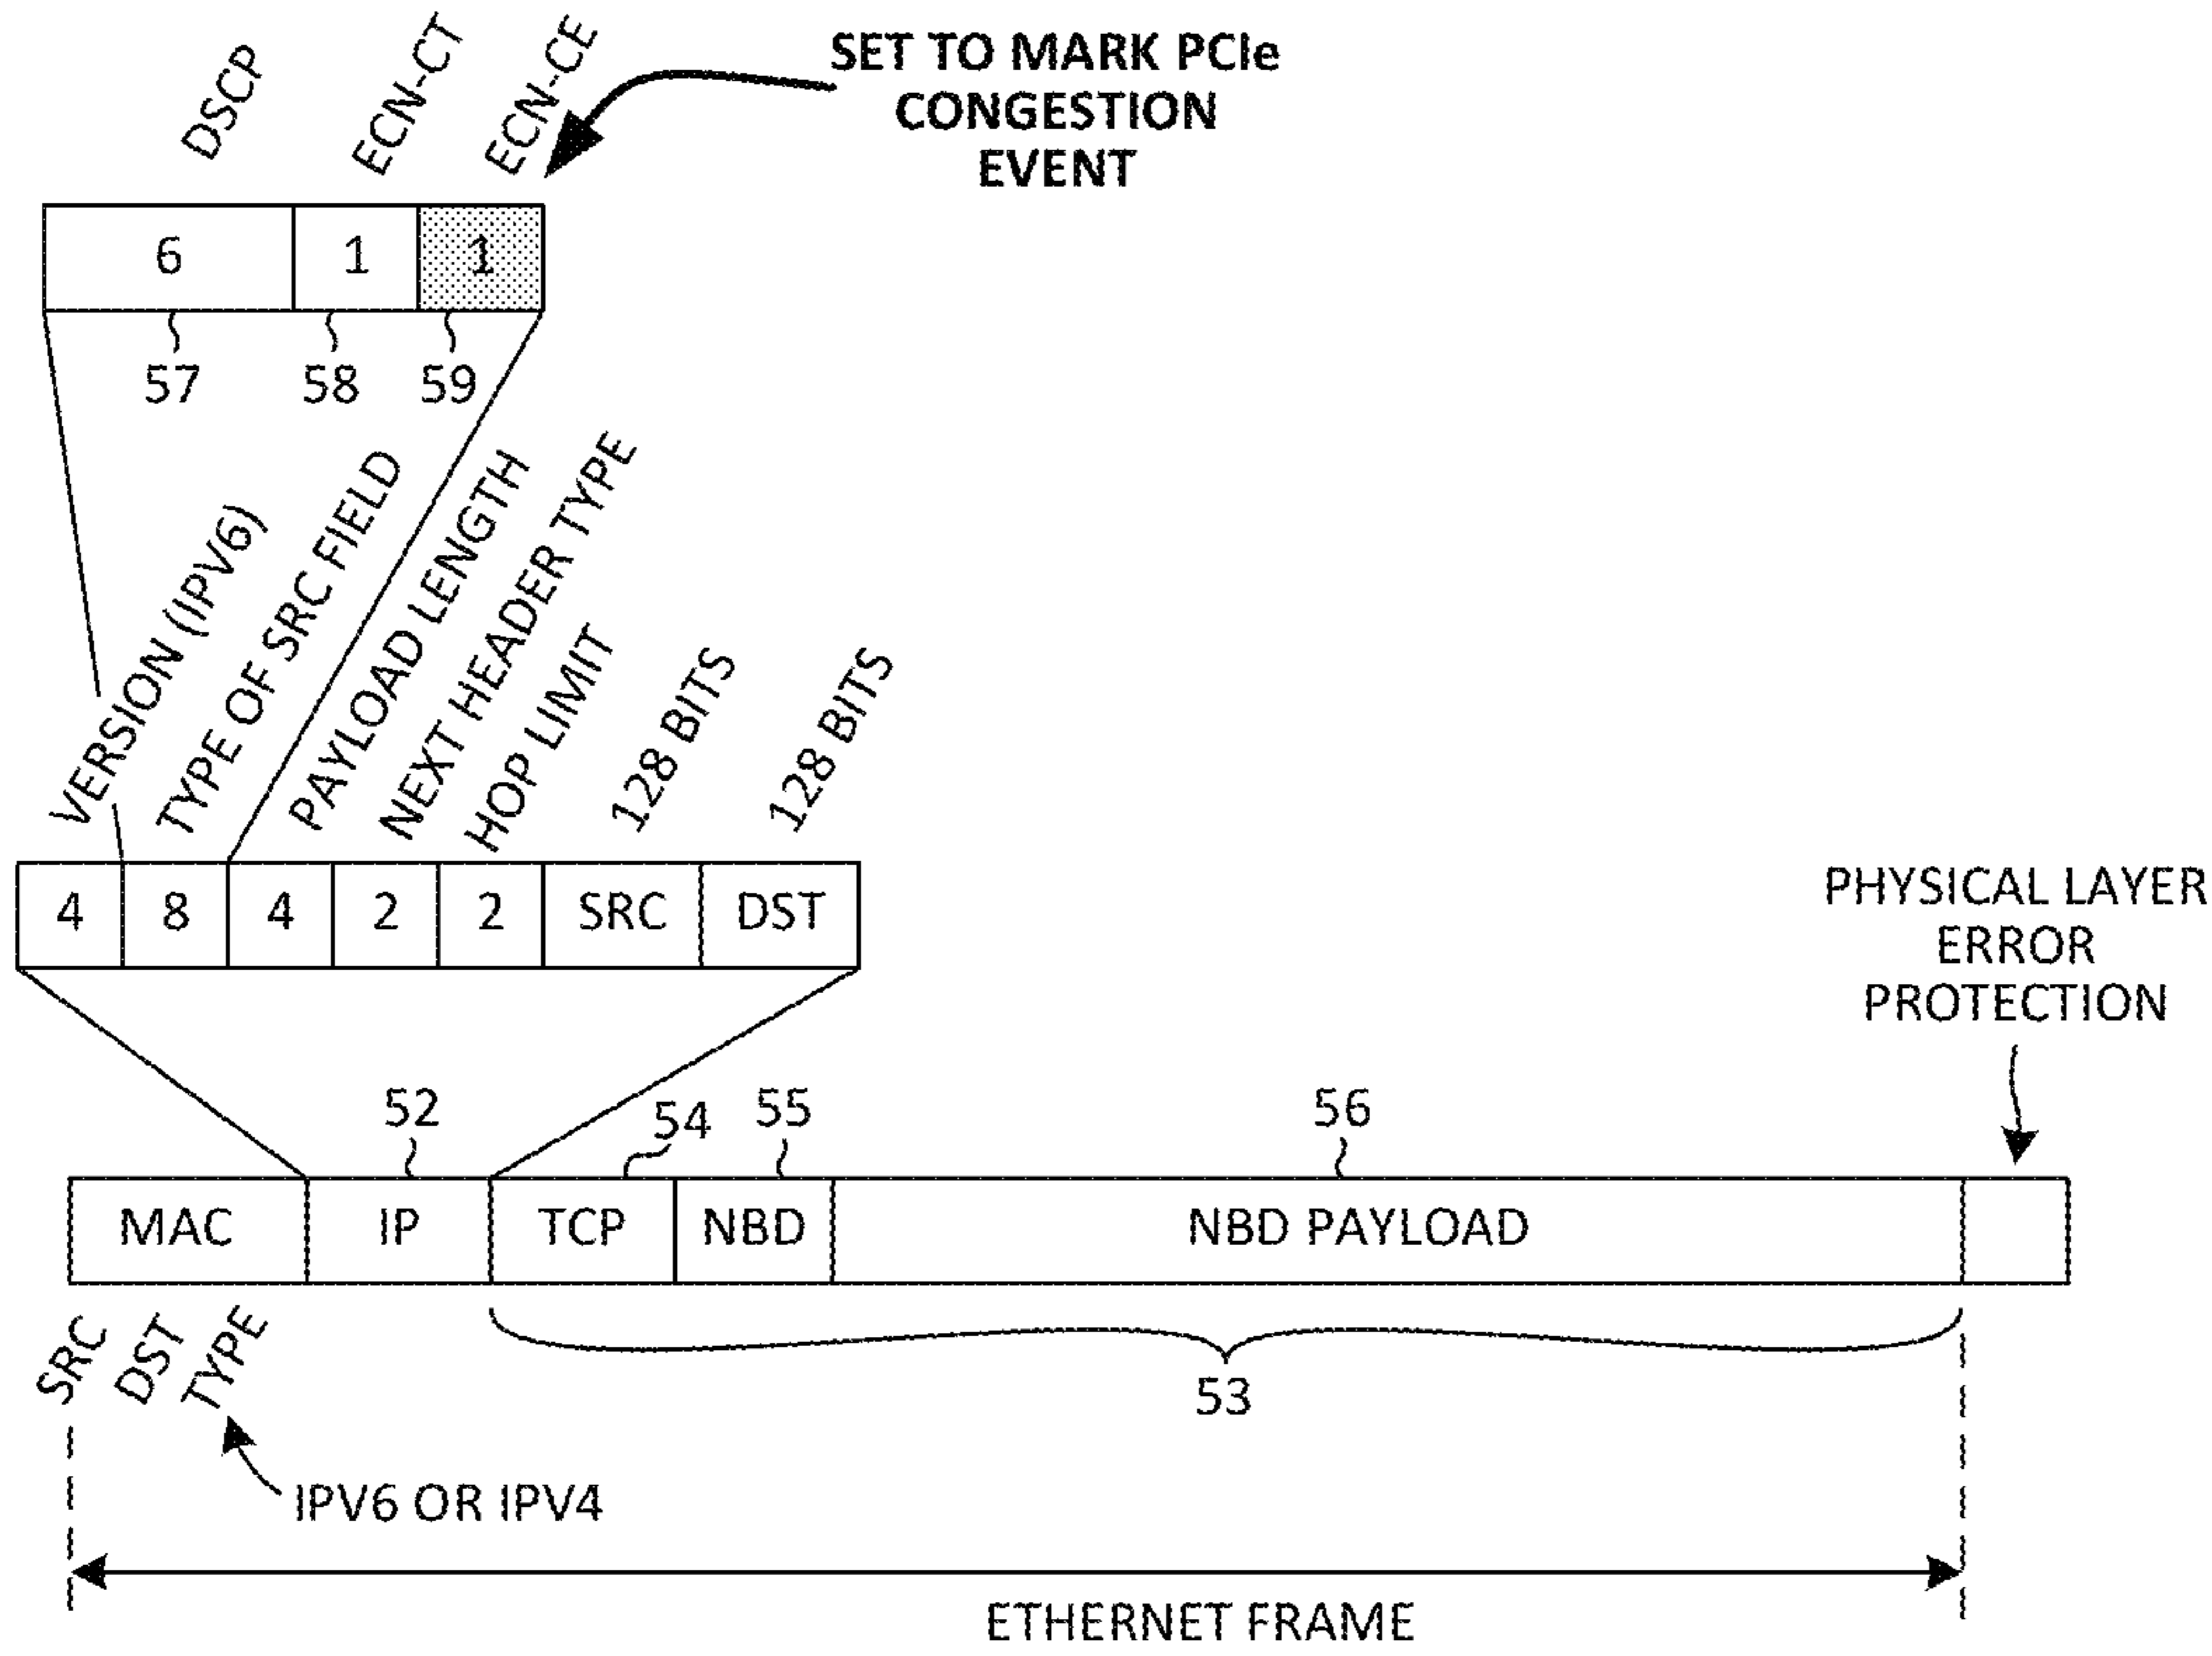 DSCP
ECN-CT
ECN-CE
SET TO MARK PCIe
CONGESTION
EVENT
6
1
1
57
58
59
VERSION (IPV6)
TYPE OF SRC FIELD
PAYLOAD LENGTH
NEXT HEADER TYPE
HOP LIMIT
128 BITS
128 BITS
4
8
4
2
2
SRC
DST
PHYSICAL LAYER
ERROR
PROTECTION
52
54
55
56
MAC
IP
TCP
NBD
NBD PAYLOAD
SRC
DST
TYPE
53
IPV6 OR IPV4
ETHERNET FRAME